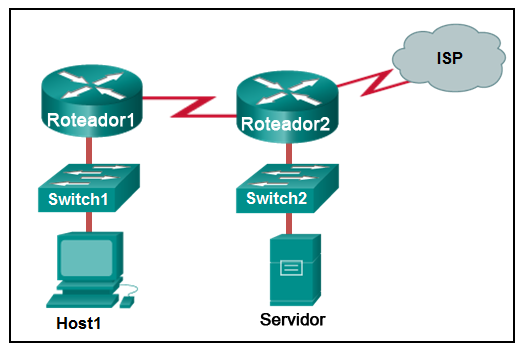 ISP
Roteador1
Roteador2
Switch1
Switch2
Host1
Servidor